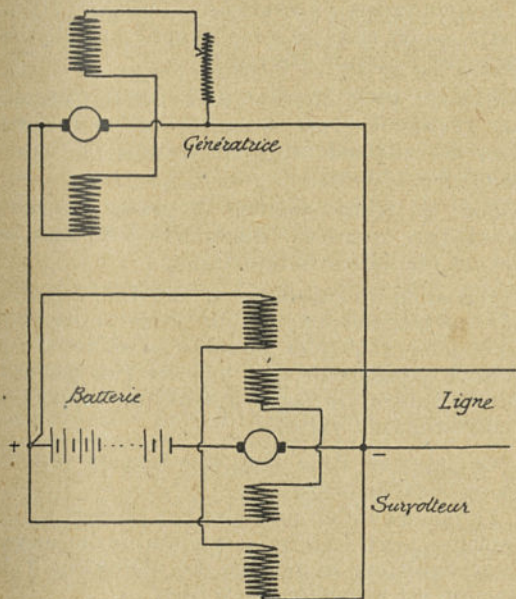 Génératrice
Batterie
Ligne
+
−
Survolteur